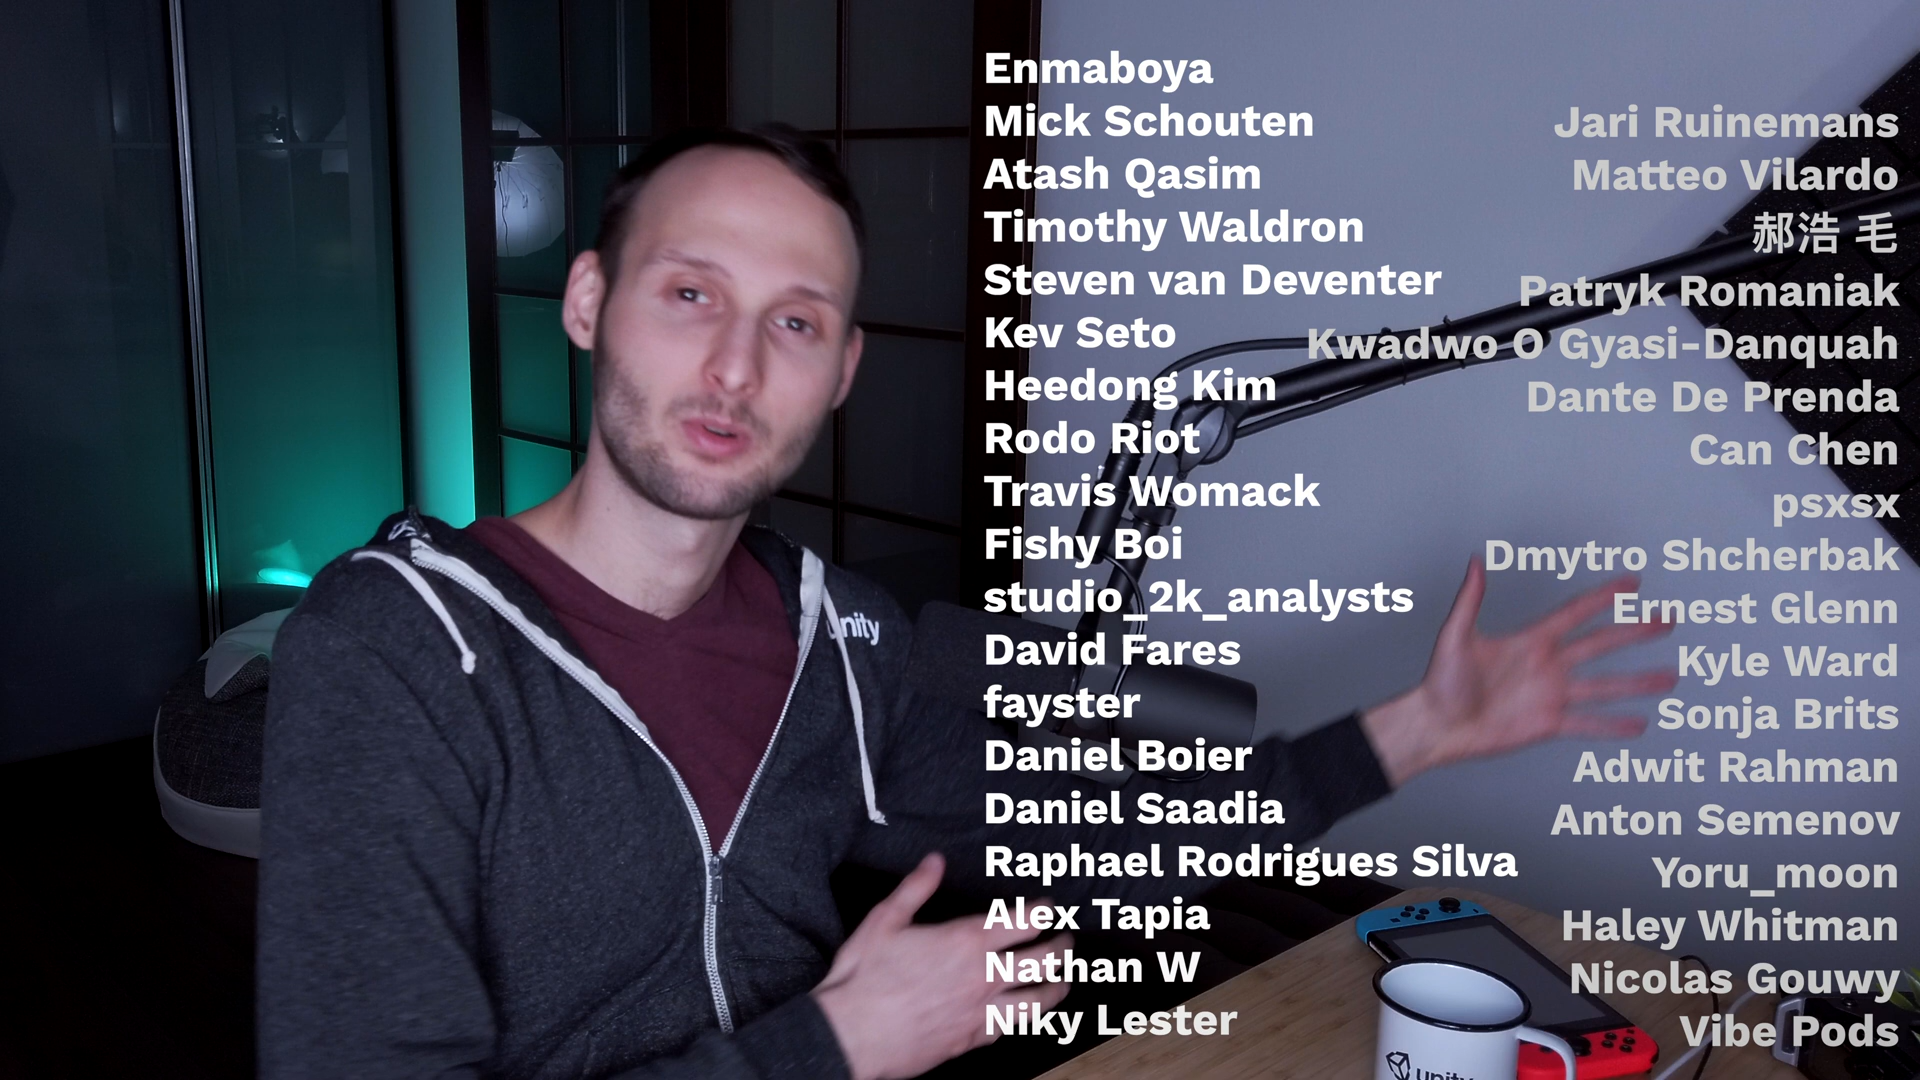 Enmaboya
Mick Schouten
Atash Qasim
Timothy Waldron
Steven van Deventer
Kev Seto
Heedong Kim
Rodo Riot
Travis Womack
Fishy Boi
studio_2k_analysts
David Fares
fayster
Daniel Boier
Daniel Saadia
Raphael Rodrigues Silva
Alex Tapia
Nathan W
Niky Lester
Jari Ruinemans
Matteo Vilardo
郝浩 毛
Patryk Romaniak
Kwadwo O Gyasi-Danquah
Dante De Prenda
Can Chen
psxsx
Dmytro Shcherbak
Ernest Glenn
Kyle Ward
Sonja Brits
Adwit Rahman
Anton Semenov
Yoru_moon
Haley Whitman
Nicolas Gouwy
Vibe Pods
unity
unity